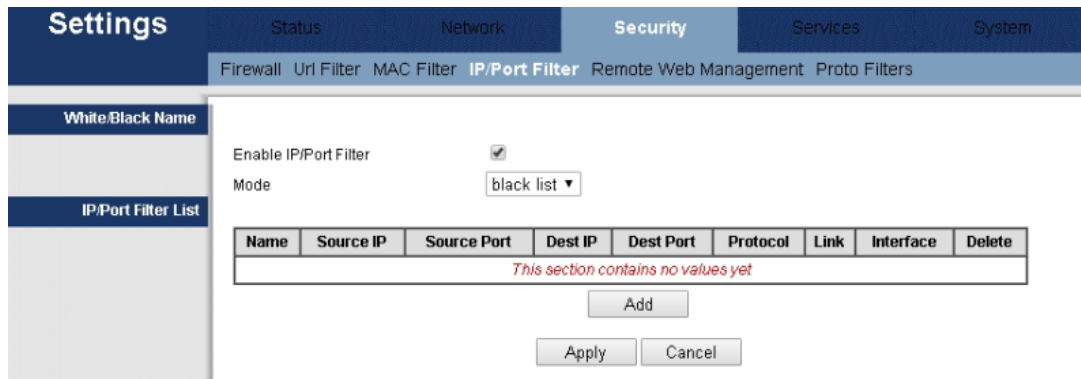 Settings
Status Network Security Services System
Firewall Url Filter MAC Filter IP/Port Filter Remote Web Management Proto Filters
White/Black Name
Enable IP/Port Filter
Mode black list
IP/Port Filter List
Name Source IP Source Port Dest IP Dest Port Protocol Link Interface Delete
This section contains no values yet
Add
Apply Cancel